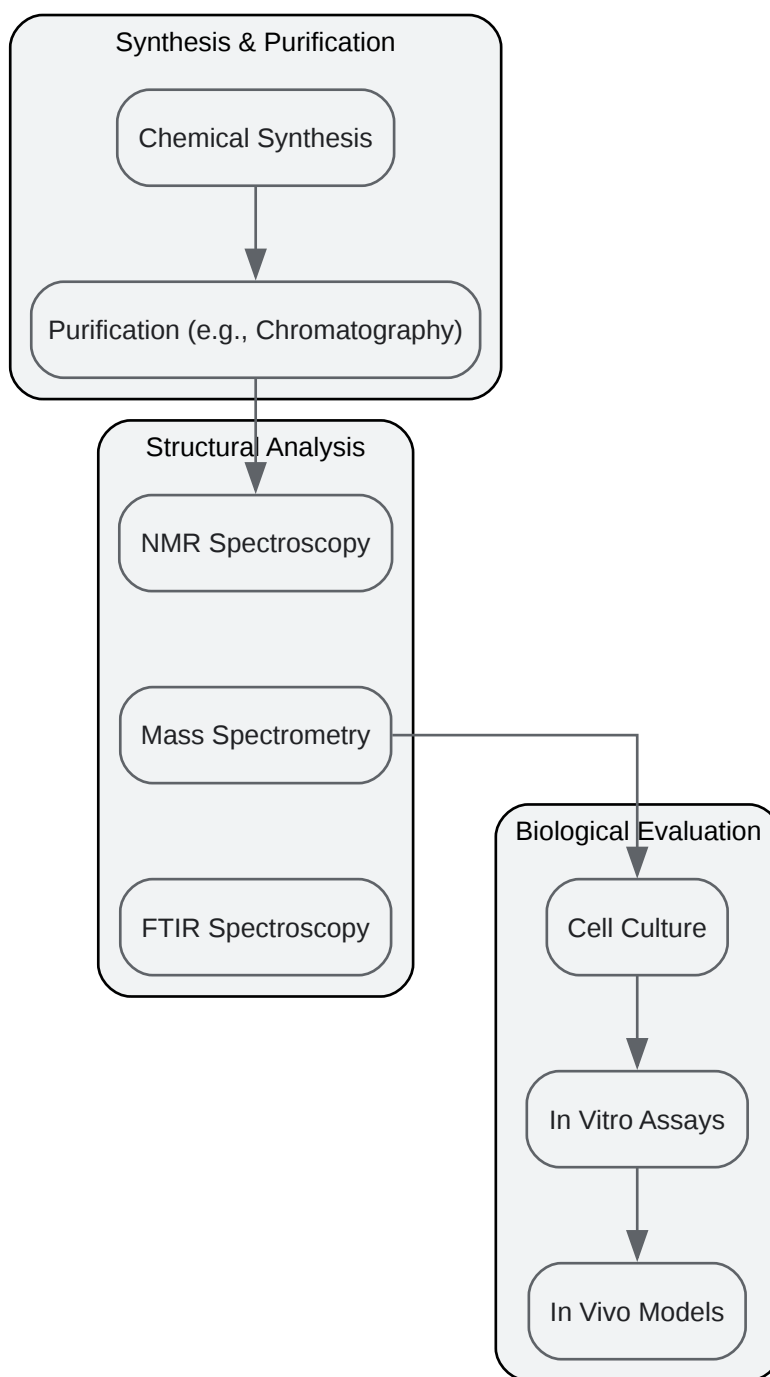 Synthesis & Purification
Chemical Synthesis
Purification (e.g., Chromatography)
Structural Analysis
NMR Spectroscopy
Mass Spectrometry
FTIR Spectroscopy
Biological Evaluation
Cell Culture
In Vitro Assays
In Vivo Models